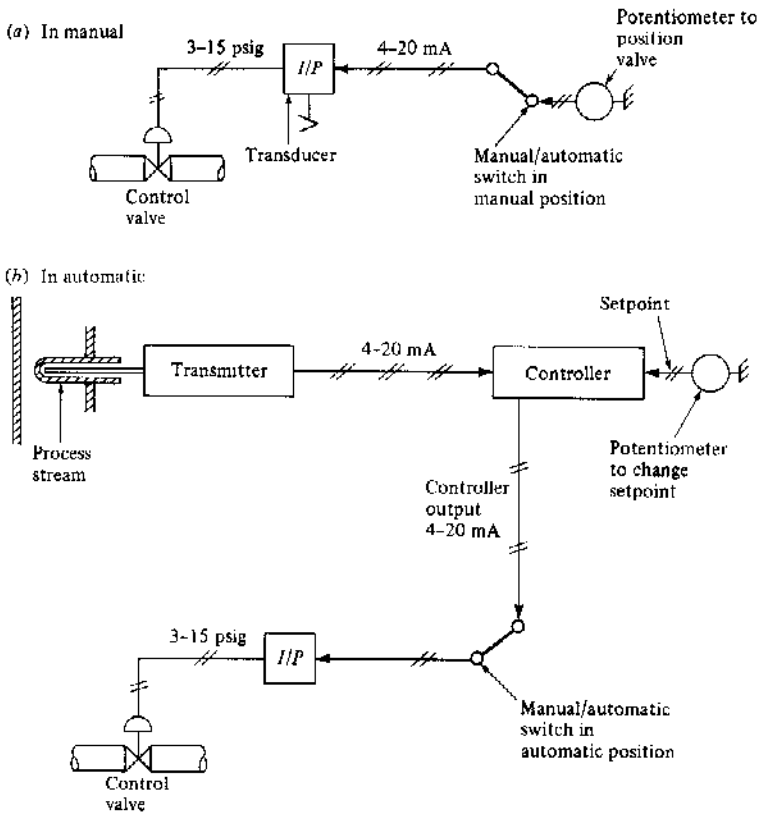 (a) In manual
Potentiometer to
position
valve
3–15 psig
I/P
4–20 mA
Transducer
Manual/automatic
switch in
manual position
Control
valve
(b) In automatic
Setpoint
4–20 mA
Transmitter
Controller
Process
stream
Potentiometer
to change
setpoint
Controller
output
4–20 mA
3–15 psig
I/P
Manual/automatic
switch in
automatic position
Control
valve